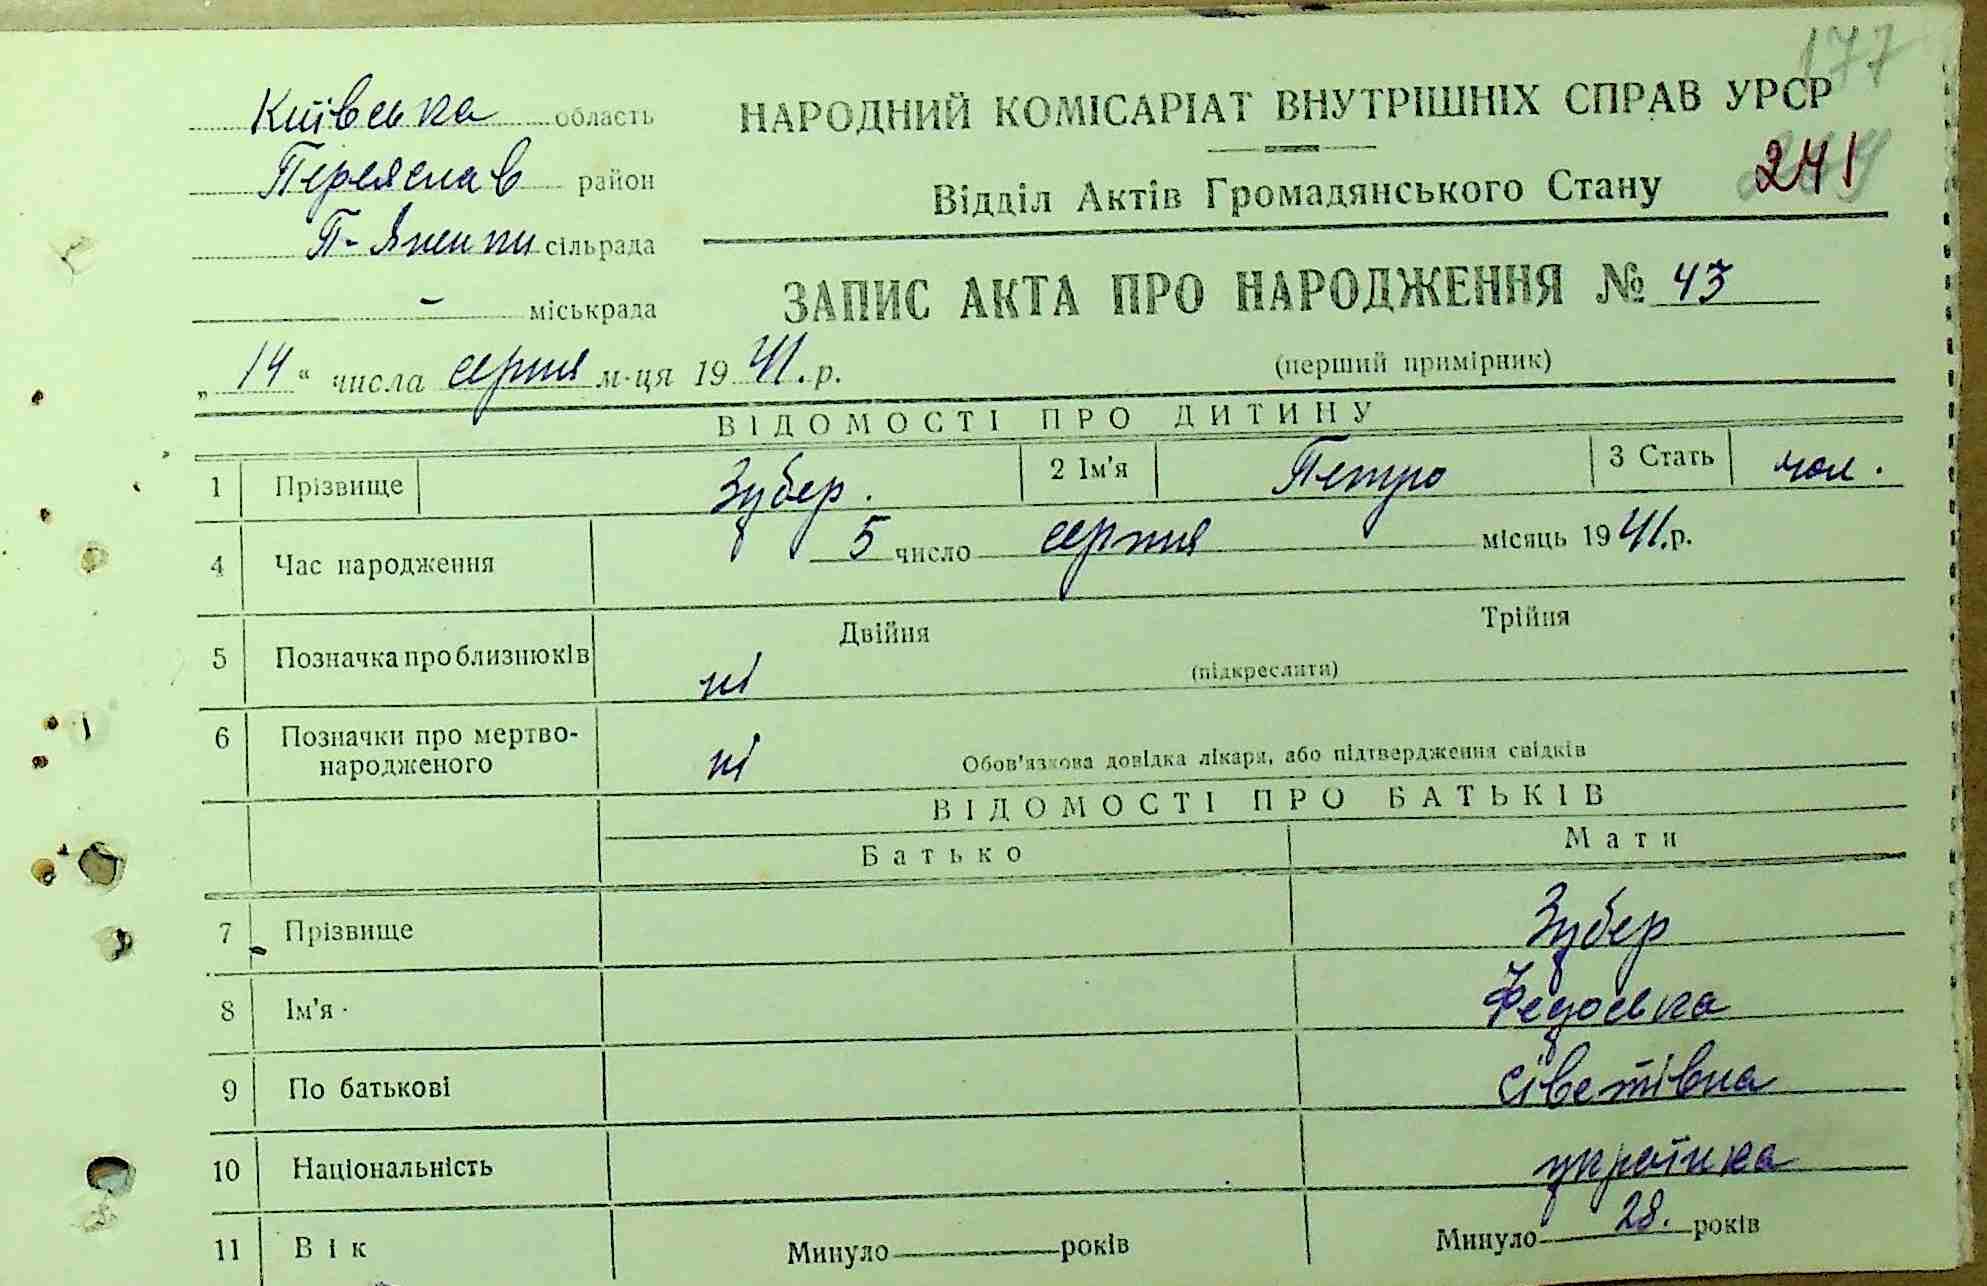 177
Київська область
НАРОДНИЙ КОМІСАРІАТ ВНУТРІШНІХ СПРАВ УРСР
Переяслав район
Відділ Актів Громадянського Стану
241
сільрада
- міськрада
ЗАПИС АКТА ПРО НАРОДЖЕННЯ № 43
„14“ числа серпня м-ця 1941.р.
(перший примірник)
ВІДОМОСТІ ПРО ДИТИНУ
1 Прізвище Зубер. 2 Ім'я Петро 3 Стать чол.
4 Час народження 5 число серпня місяць 1941.р.
5 Позначка про близнюків ні Двійня Трійня
(підкреслити)
6 Позначки про мертво-
народженого ні Обов'язкова довідка лікаря, або підтвердження свідків
ВІДОМОСТІ ПРО БАТЬКІВ
Батько Мати
7 Прізвище Зубер
8 Ім'я Федоська
9 По батькові
10 Національність українка
11 Вік Минуло років Минуло 28. років